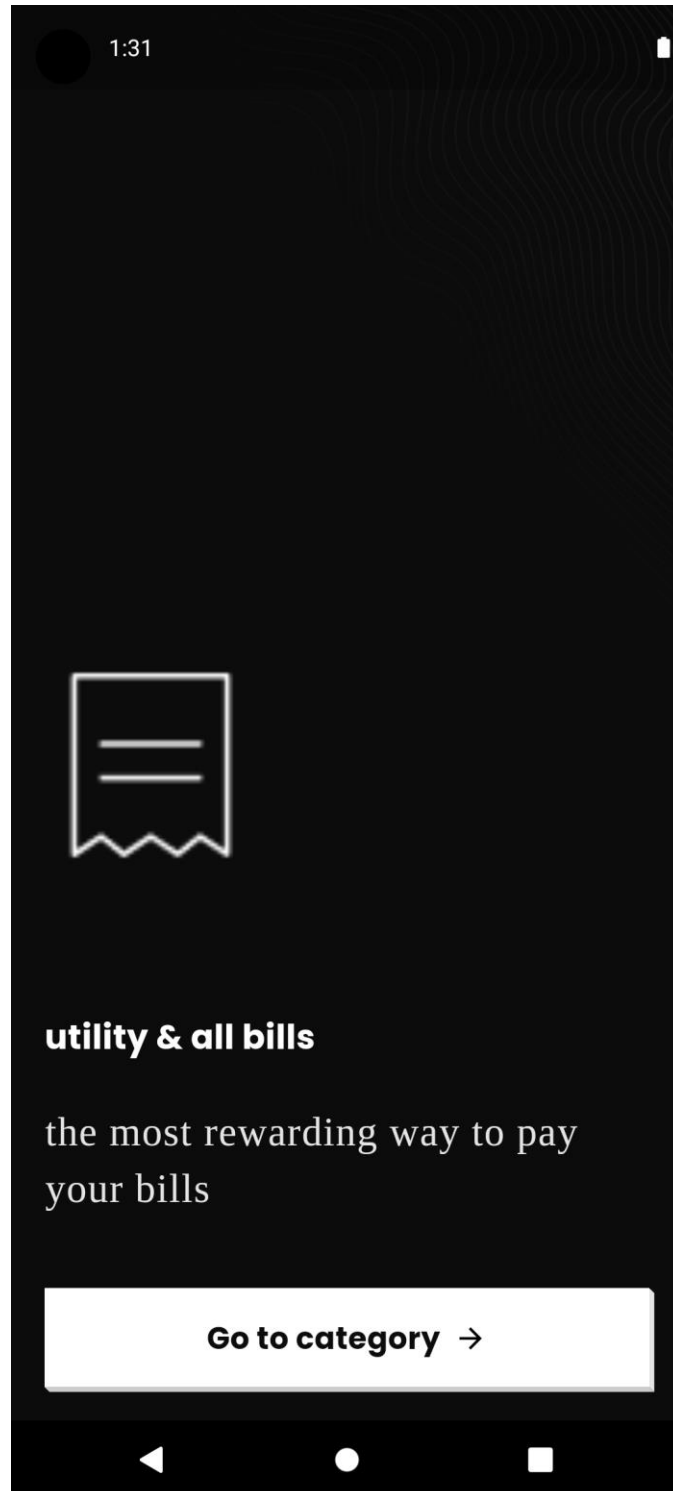 1:31
utility & all bills
the most rewarding way to pay
your bills
Go to category →